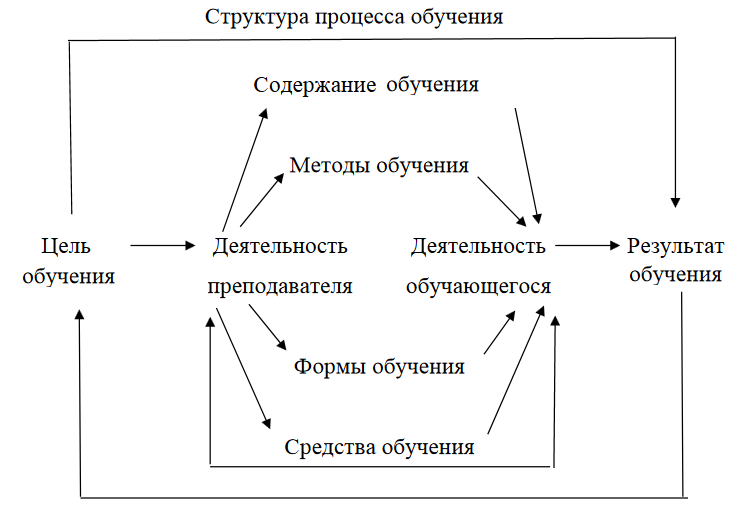 Структура процесса обучения
Содержание обучения
Методы обучения
Цель
обучения
Деятельность
преподавателя
Деятельность
обучающегося
Результат
обучения
Формы обучения
Средства обучения